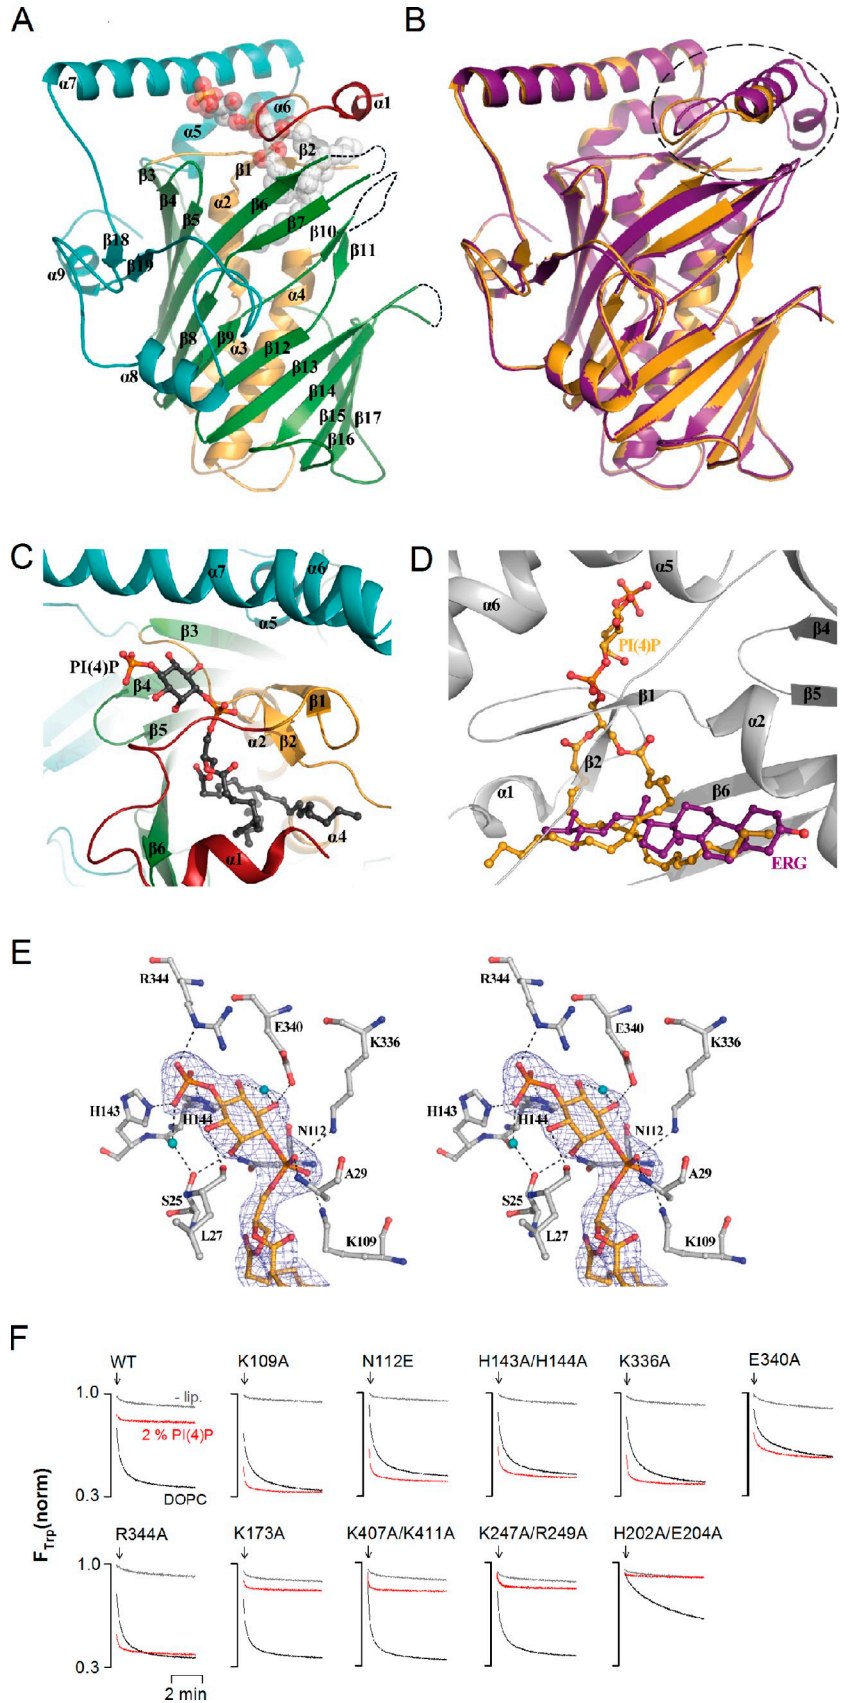 A
B
α7
α6
α1
α5
β2
β3
β1
β4
α2
β6
β5
β7
β10
β11
β18
β19
α9
α4
β8
β9
α3
β12
α8
β13
β14
β15
β17
β16
C
D
α7
α6
α5
β3
PI(4)P
β4
β1
β5
α2
β2
β6
α4
α1
α5
α6
β4
PI(4)P
β1
β5
α2
β2
β6
α1
ERG
E
R344
E340
K336
H143
H144
N112
A29
S25
L27
K109
R344
E340
K336
H143
H144
N112
A29
S25
L27
K109
F
WT
K109A
N112E
H143A/H144A
K336A
E340A
1.0
- lip.
2 % PI(4)P
0.3
DOPC
F_Trp(norm)
R344A
K173A
K407A/K411A
K247A/R249A
H202A/E204A
1.0
0.3
2 min